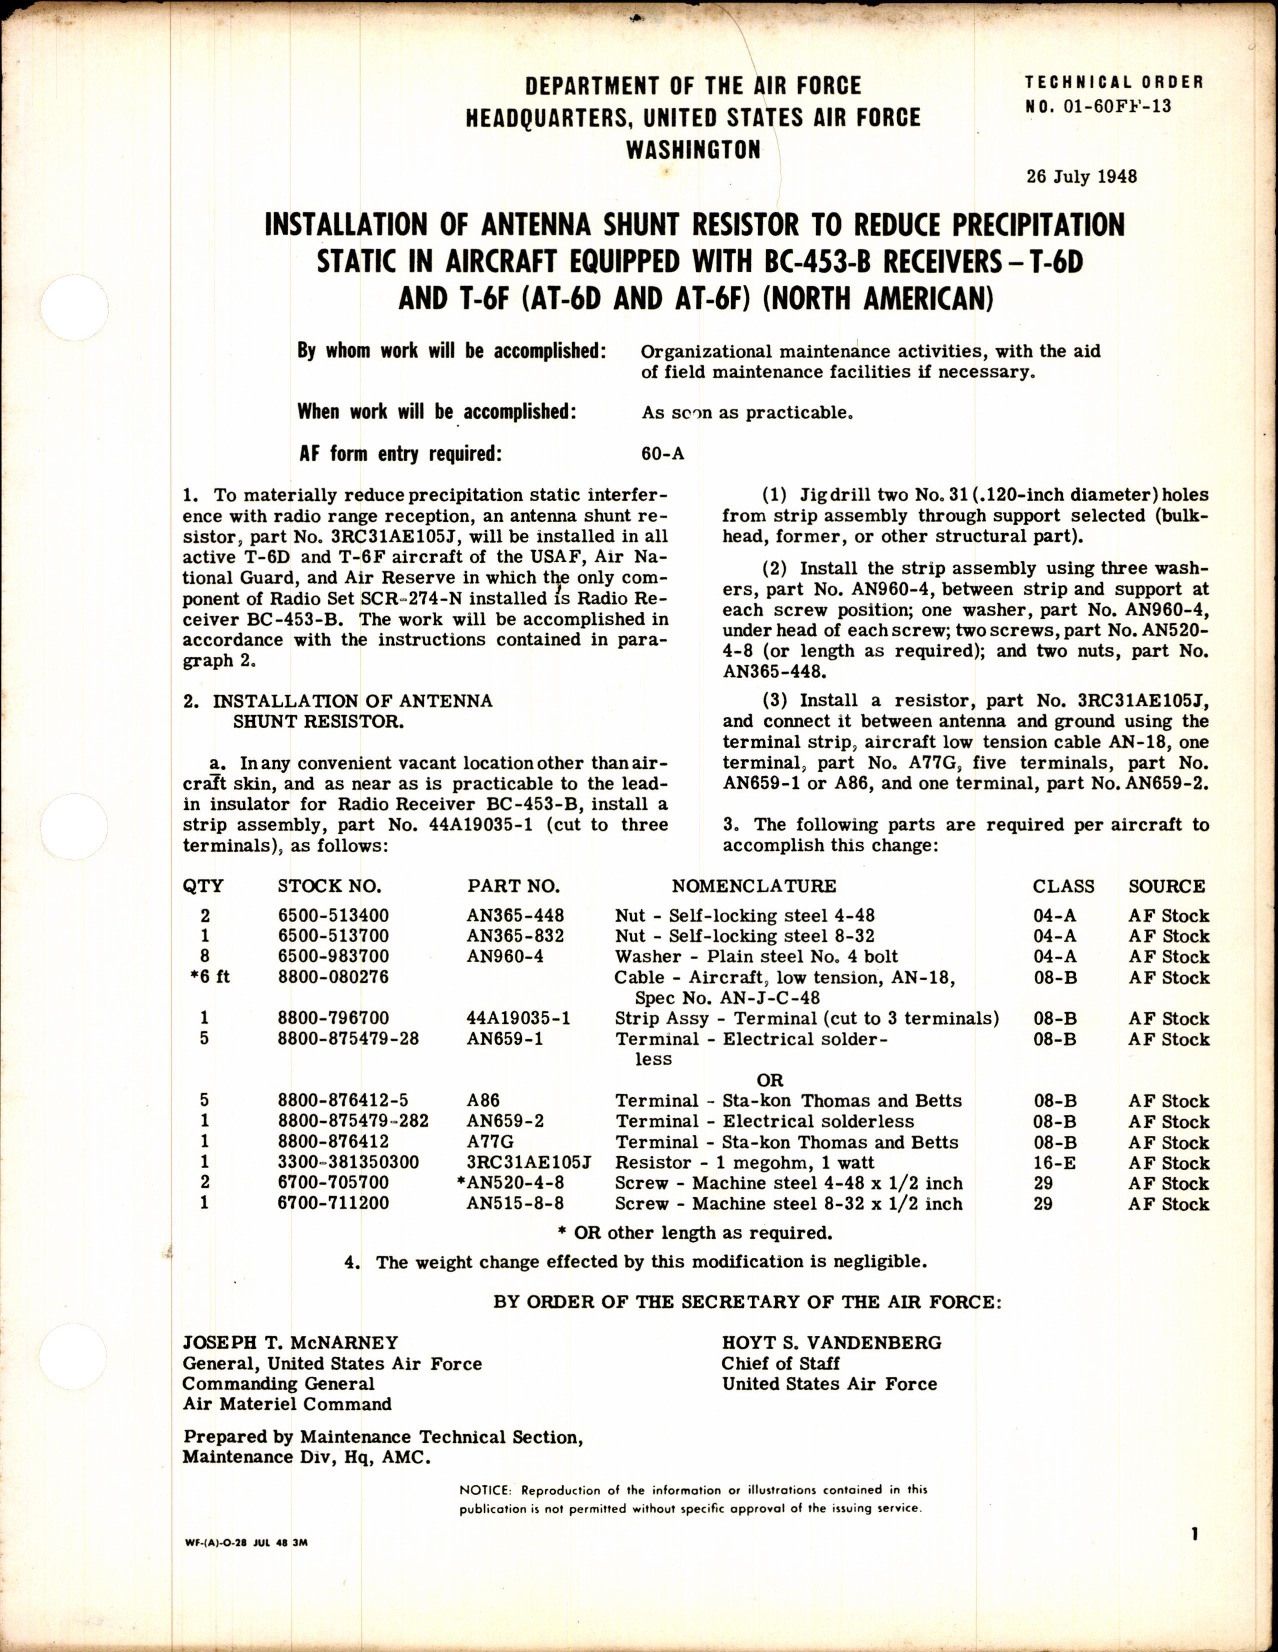 DEPARTMENT OF THE AIR FORCE
HEADQUARTERS, UNITED STATES AIR FORCE
WASHINGTON
TECHNICAL ORDER
NO. 01-60FF-13
26 July 1948
INSTALLATION OF ANTENNA SHUNT RESISTOR TO REDUCE PRECIPITATION
STATIC IN AIRCRAFT EQUIPPED WITH BC-453-B RECEIVERS – T-6D
AND T-6F (AT-6D AND AT-6F) (NORTH AMERICAN)
By whom work will be accomplished: Organizational maintenance activities, with the aid
of field maintenance facilities if necessary.
When work will be accomplished: As soon as practicable.
AF form entry required: 60-A
1. To materially reduce precipitation static interfer-
ence with radio range reception, an antenna shunt re-
sistor, part No. 3RC31AE105J, will be installed in all
active T-6D and T-6F aircraft of the USAF, Air Na-
tional Guard, and Air Reserve in which the only com-
ponent of Radio Set SCR-274-N installed is Radio Re-
ceiver BC-453-B. The work will be accomplished in
accordance with the instructions contained in para-
graph 2.
2. INSTALLATION OF ANTENNA
SHUNT RESISTOR.
a. In any convenient vacant location other than air-
craft skin, and as near as is practicable to the lead-
in insulator for Radio Receiver BC-453-B, install a
strip assembly, part No. 44A19035-1 (cut to three
terminals), as follows:
(1) Jig drill two No. 31 (.120-inch diameter) holes
from strip assembly through support selected (bulk-
head, former, or other structural part).
(2) Install the strip assembly using three wash-
ers, part No. AN960-4, between strip and support at
each screw position; one washer, part No. AN960-4,
under head of each screw; two screws, part No. AN520-
4-8 (or length as required); and two nuts, part No.
AN365-448.
(3) Install a resistor, part No. 3RC31AE105J,
and connect it between antenna and ground using the
terminal strip, aircraft low tension cable AN-18, one
terminal, part No. A77G, five terminals, part No.
AN659-1 or A86, and one terminal, part No. AN659-2.
3. The following parts are required per aircraft to
accomplish this change:
QTY STOCK NO. PART NO. NOMENCLATURE CLASS SOURCE
2 6500-513400 AN365-448 Nut - Self-locking steel 4-48 04-A AF Stock
1 6500-513700 AN365-832 Nut - Self-locking steel 8-32 04-A AF Stock
8 6500-983700 AN960-4 Washer - Plain steel No. 4 bolt 04-A AF Stock
*6 ft 8800-080276 Cable - Aircraft, low tension, AN-18, 08-B AF Stock
Spec No. AN-J-C-48
1 8800-796700 44A19035-1 Strip Assy - Terminal (cut to 3 terminals) 08-B AF Stock
5 8800-875479-28 AN659-1 Terminal - Electrical solder- 08-B AF Stock
less
OR
5 8800-876412-5 A86 Terminal - Sta-kon Thomas and Betts 08-B AF Stock
1 8800-875479-282 AN659-2 Terminal - Electrical solderless 08-B AF Stock
1 8800-876412 A77G Terminal - Sta-kon Thomas and Betts 08-B AF Stock
1 3300-381350300 3RC31AE105J Resistor - 1 megohm, 1 watt 16-E AF Stock
2 6700-705700 *AN520-4-8 Screw - Machine steel 4-48 x 1/2 inch 29 AF Stock
1 6700-711200 AN515-8-8 Screw - Machine steel 8-32 x 1/2 inch 29 AF Stock
* OR other length as required.
4. The weight change effected by this modification is negligible.
BY ORDER OF THE SECRETARY OF THE AIR FORCE:
JOSEPH T. McNARNEY
General, United States Air Force
Commanding General
Air Materiel Command
HOYT S. VANDENBERG
Chief of Staff
United States Air Force
Prepared by Maintenance Technical Section,
Maintenance Div, Hq, AMC.
NOTICE: Reproduction of the information or illustrations contained in this
publication is not permitted without specific approval of the issuing service.
WF-(A)-O-28 JUL 48 3M
1